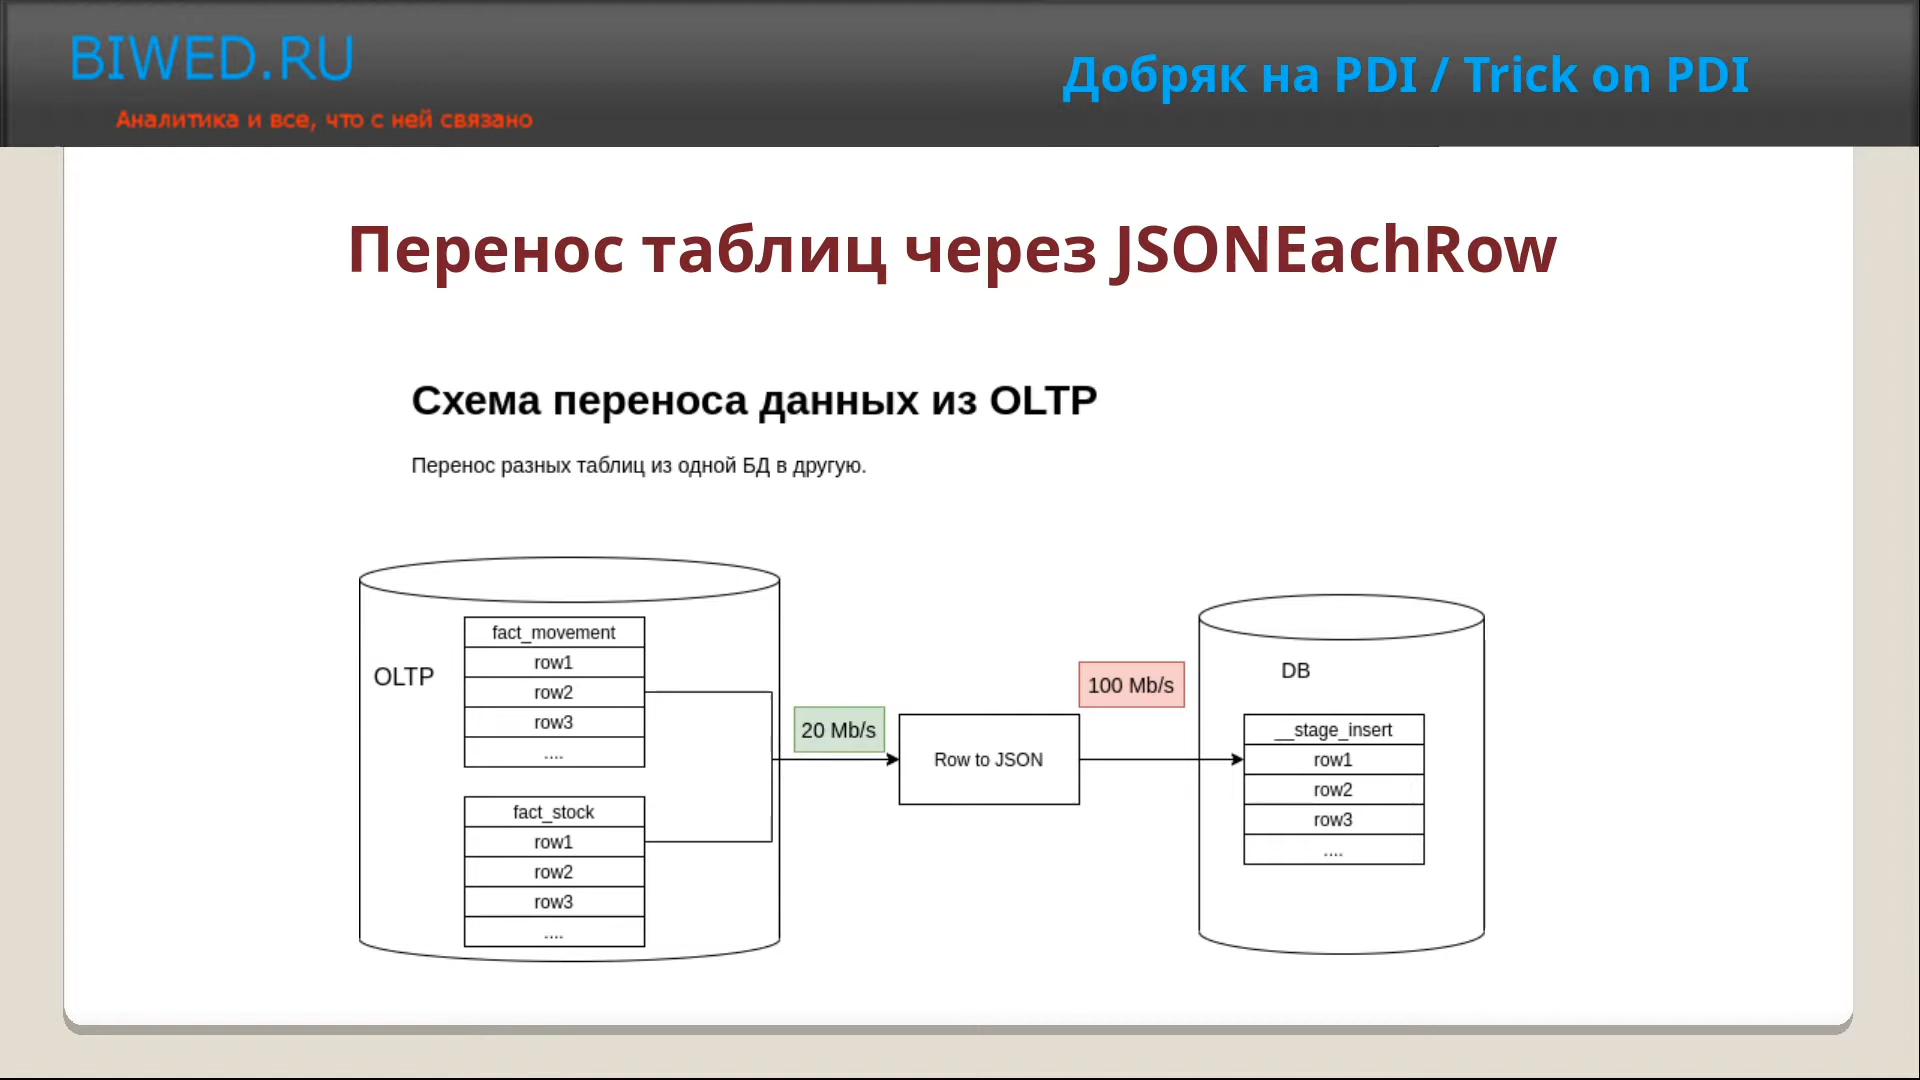 BIWED.RU
Аналитика и все, что с ней связано
Добряк на PDI / Trick on PDI
Перенос таблиц через JSONEachRow
Схема переноса данных из OLTP
Перенос разных таблиц из одной БД в другую.
OLTP
fact_movement
row1
row2
row3
....
fact_stock
row1
row2
row3
....
20 Mb/s
Row to JSON
100 Mb/s
DB
__stage_insert
row1
row2
row3
....